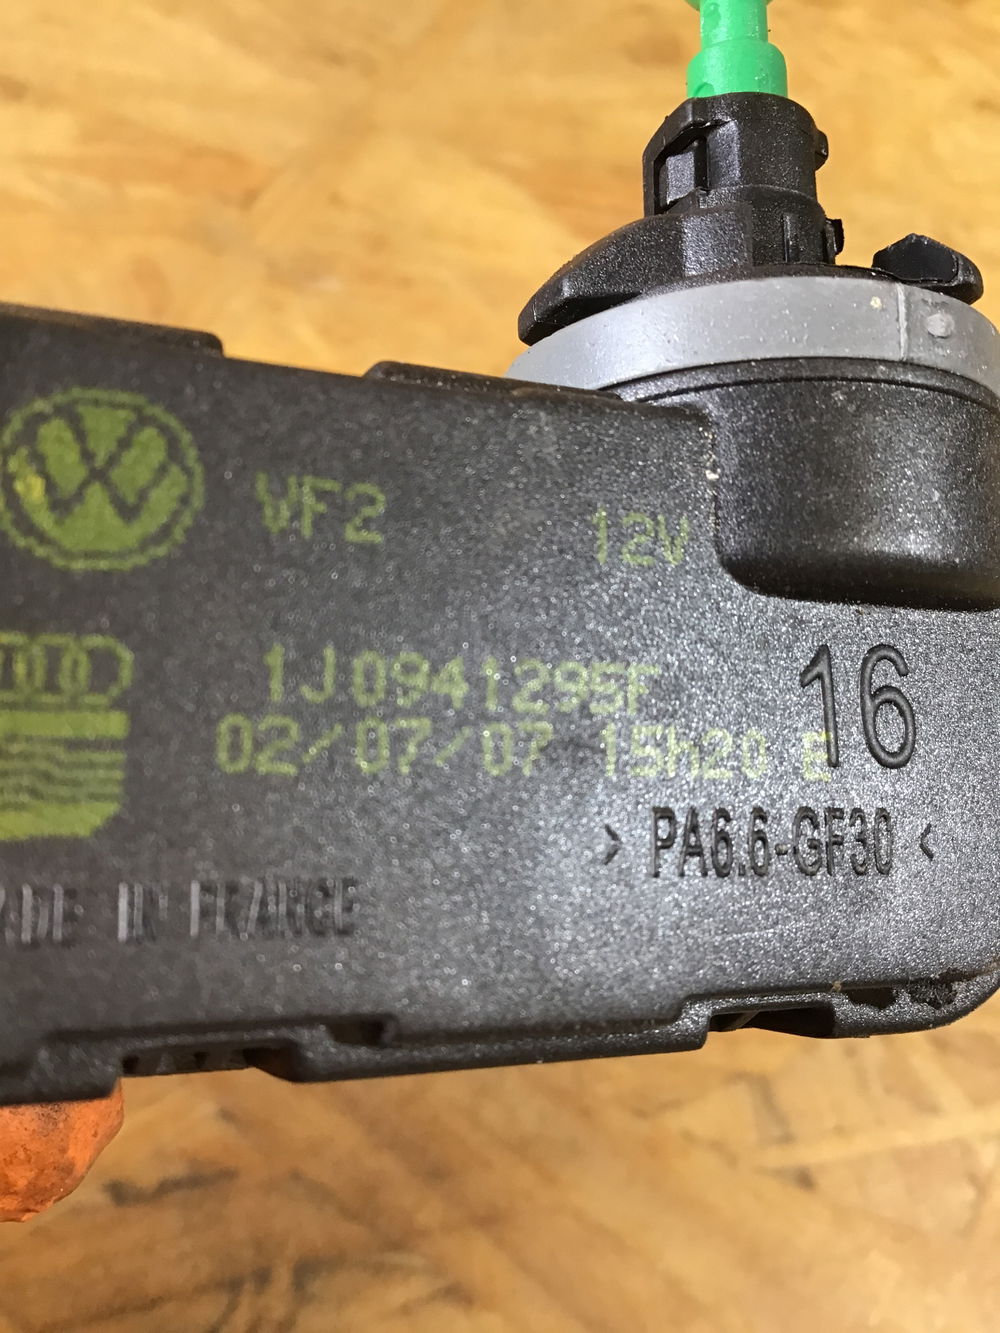 VF2 12V
1J0941295F
02/07/07 15h20 E
16
>PA6.6-GF30<
MADE IN FRANCE